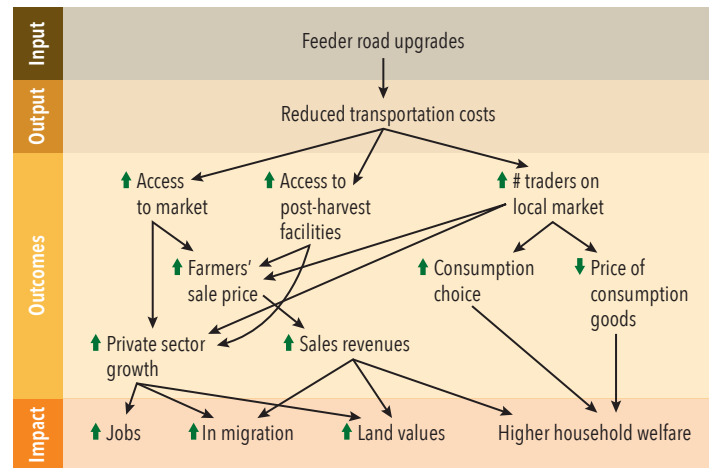 Input
Feeder road upgrades
Output
Reduced transportation costs
Outcomes
Access
to market
Access to
post-harvest
facilities
# traders on
local market
Farmers'
sale price
Consumption
choice
Price of
consumption
goods
Private sector
growth
Sales revenues
Impact
Jobs
In migration
Land values
Higher household welfare